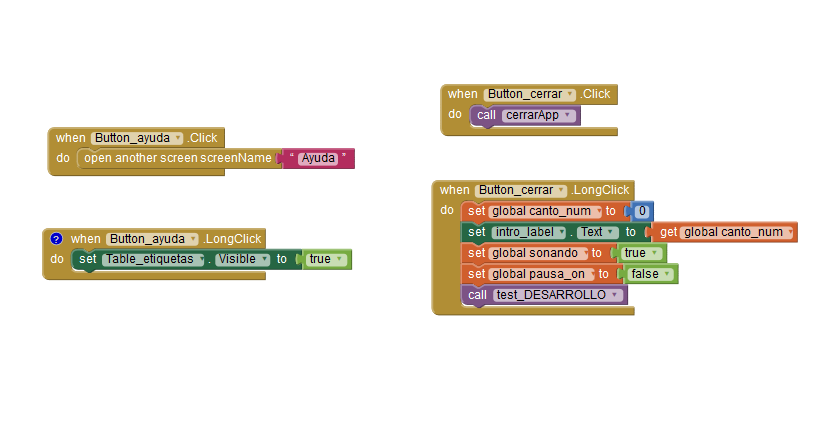 when Button_ayuda .Click
do open another screen screenName " Ayuda "
? when Button_ayuda .LongClick
do set Table_etiquetas . Visible to true
when Button_cerrar .Click
do call cerrarApp
when Button_cerrar .LongClick
do set global canto_num to 0
set intro_label . Text to get global canto_num
set global sonando to true
set global pausa_on to false
call test_DESARROLLO